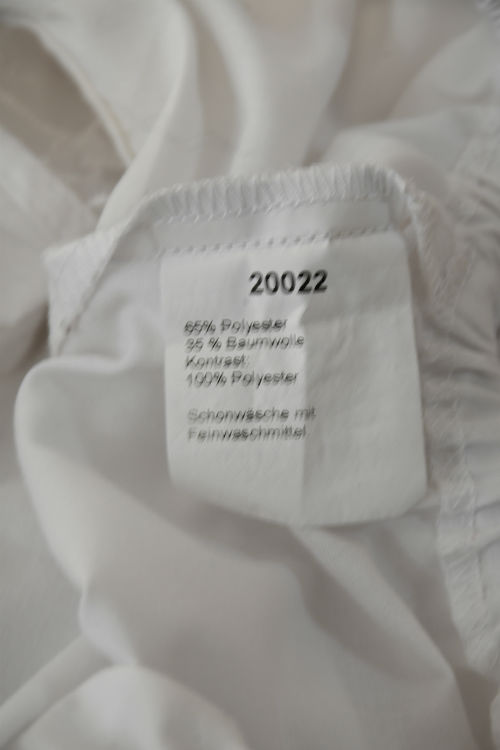 20022
65% Polyester
35 % Baumwolle
Kontrast:
100% Polyester
Schonwäsche mit
Feinwaschmittel.